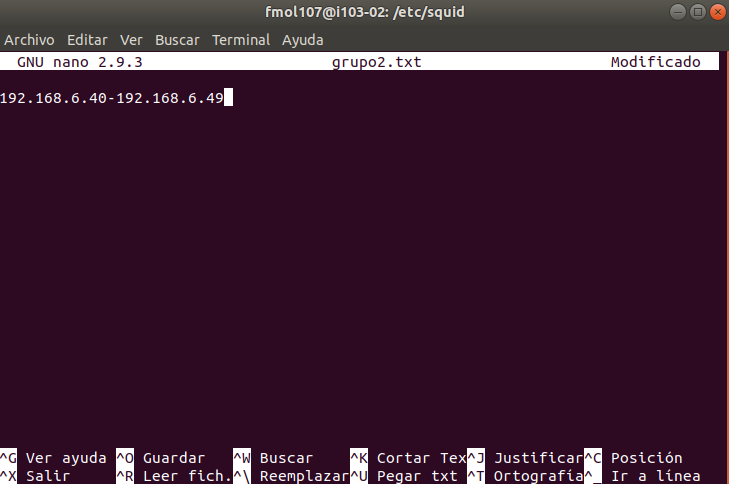 fmol107@i103-02: /etc/squid
Archivo Editar Ver Buscar Terminal Ayuda
GNU nano 2.9.3 grupo2.txt Modificado
192.168.6.40-192.168.6.49
^G Ver ayuda ^O Guardar ^W Buscar ^K Cortar Tex^J Justificar^C Posición
^X Salir ^R Leer fich.^\ Reemplazar^U Pegar txt ^T Ortografía^_ Ir a línea